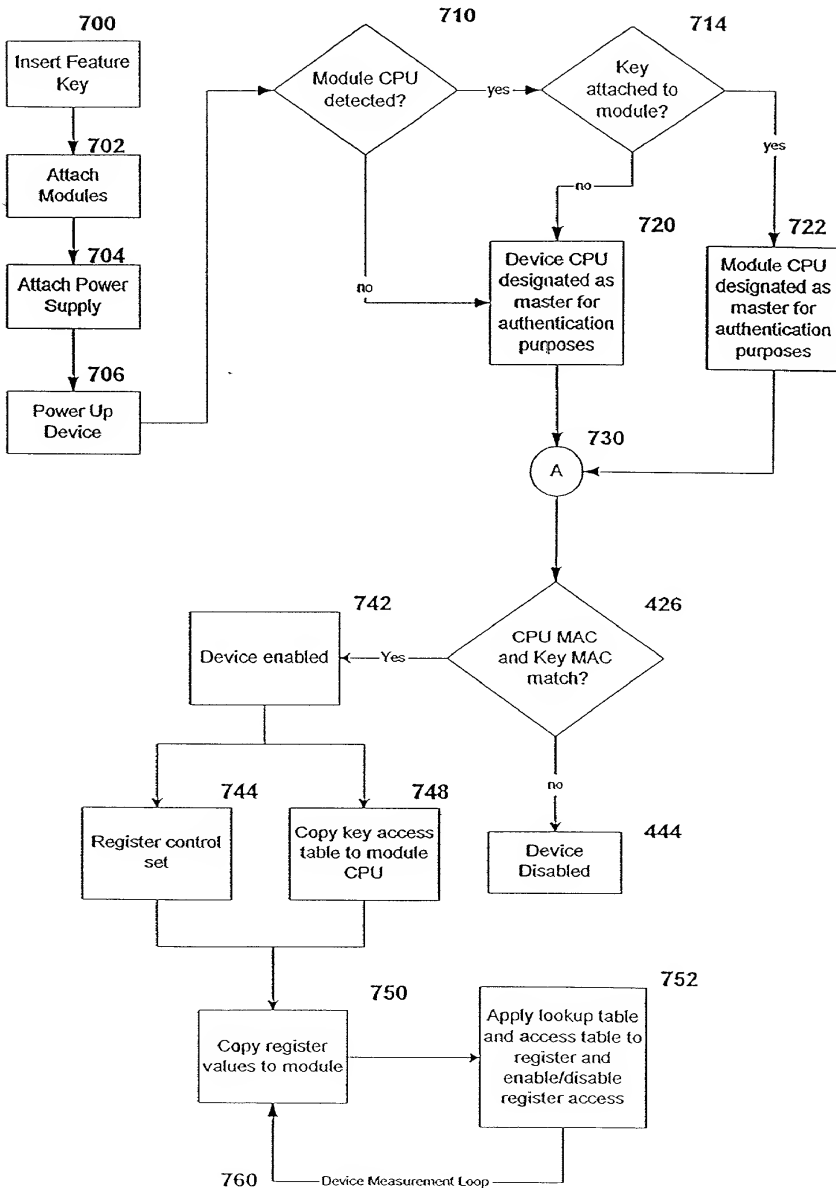 700
Insert Feature
Key
702
Attach
Modules
704
Attach Power
Supply
706
Power Up
Device
710
Module CPU
detected?
yes
no
714
Key
attached to
module?
yes
no
720
Device CPU
designated as
master for
authentication
purposes
722
Module CPU
designated as
master for
authentication
purposes
730
A
426
CPU MAC
and Key MAC
match?
Yes
no
742
Device enabled
444
Device
Disabled
744
Register control
set
748
Copy key access
table to module
CPU
750
Copy register
values to module
752
Apply lookup table
and access table to
register and
enable/disable
register access
760
Device Measurement Loop